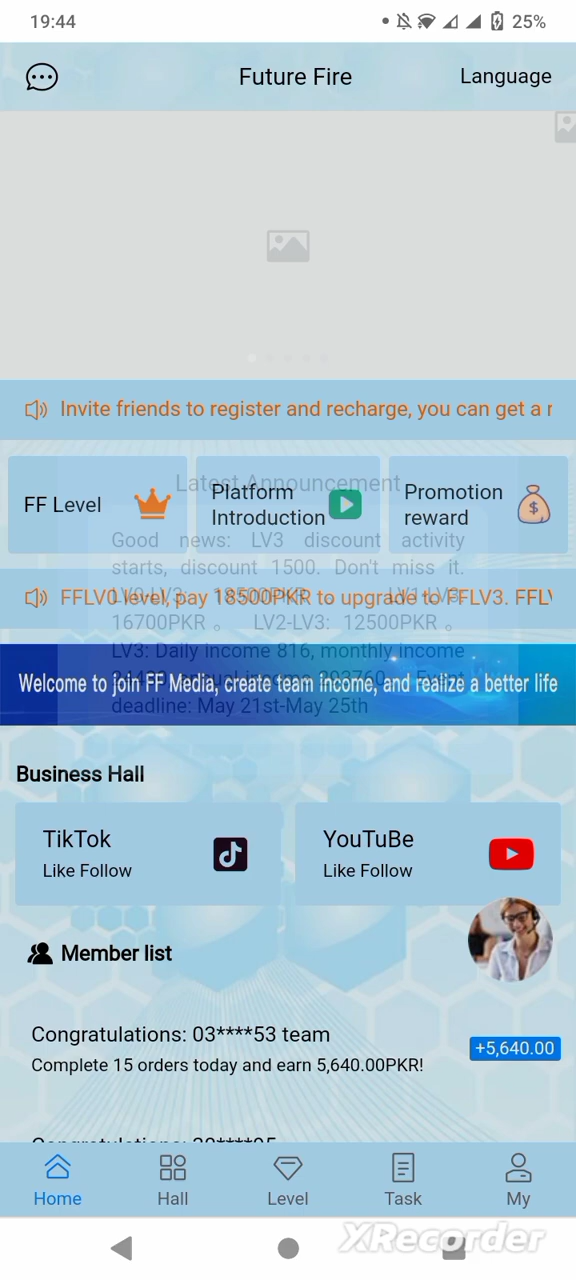 19:44
25%
Future Fire
Language
Invite friends to register and recharge, you can get a r
Latest Announcement
FF Level
Platform
Introduction
Promotion
reward
Good news: LV3 discount activity
starts, discount 1500. Don't miss it.
FFLV0 level, pay 18500PKR to upgrade to FFLV3. FFLV
16700PKR 。 LV2-LV3: 12500PKR 。
LV3: Daily income 816, monthly income
Welcome to join FF Media, create team income, and realize a better life
deadline: May 21st-May 25th
Business Hall
TikTok
Like Follow
YouTuBe
Like Follow
Member list
Congratulations: 03****53 team
Complete 15 orders today and earn 5,640.00PKR!
+5,640.00
Home
Hall
Level
Task
My
XRecorder